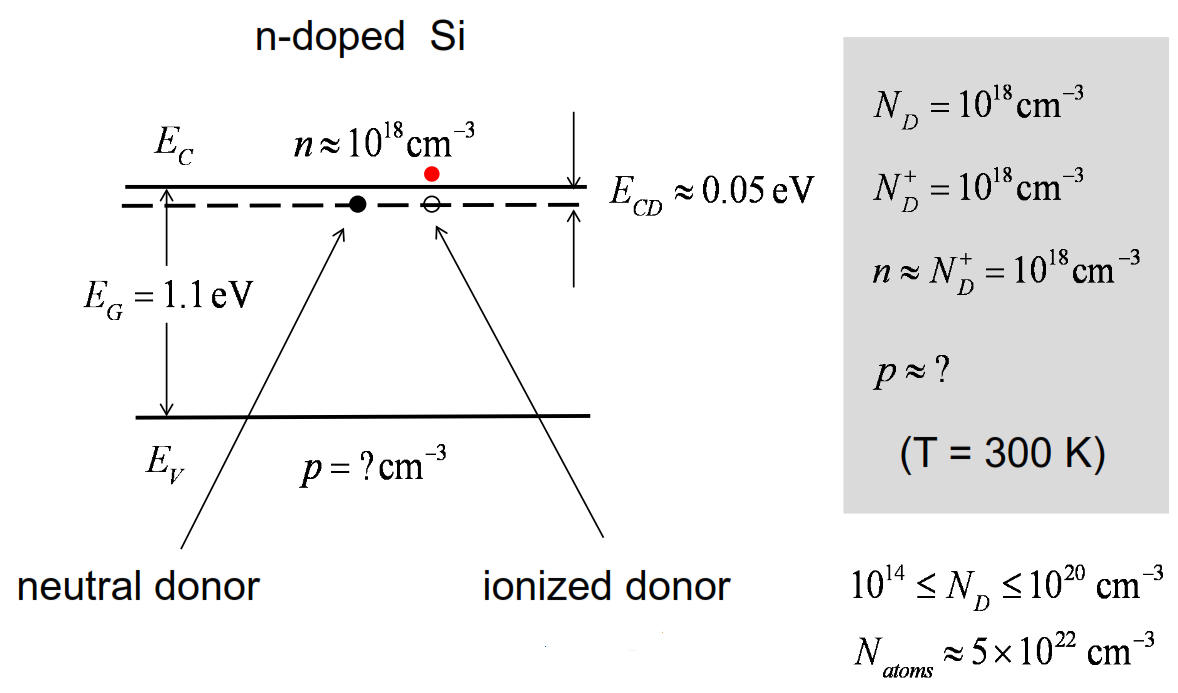 n-doped Si
E_C
n ≈ 10^18 cm^−3
E_CD ≈ 0.05 eV
E_G = 1.1 eV
E_V
p = ? cm^−3
neutral donor
ionized donor
N_D = 10^18 cm^−3
N_D^+ = 10^18 cm^−3
n ≈ N_D^+ = 10^18 cm^−3
p ≈ ?
(T = 300 K)
10^14 ≤ N_D ≤ 10^20 cm^−3
N_atoms ≈ 5 × 10^22 cm^−3